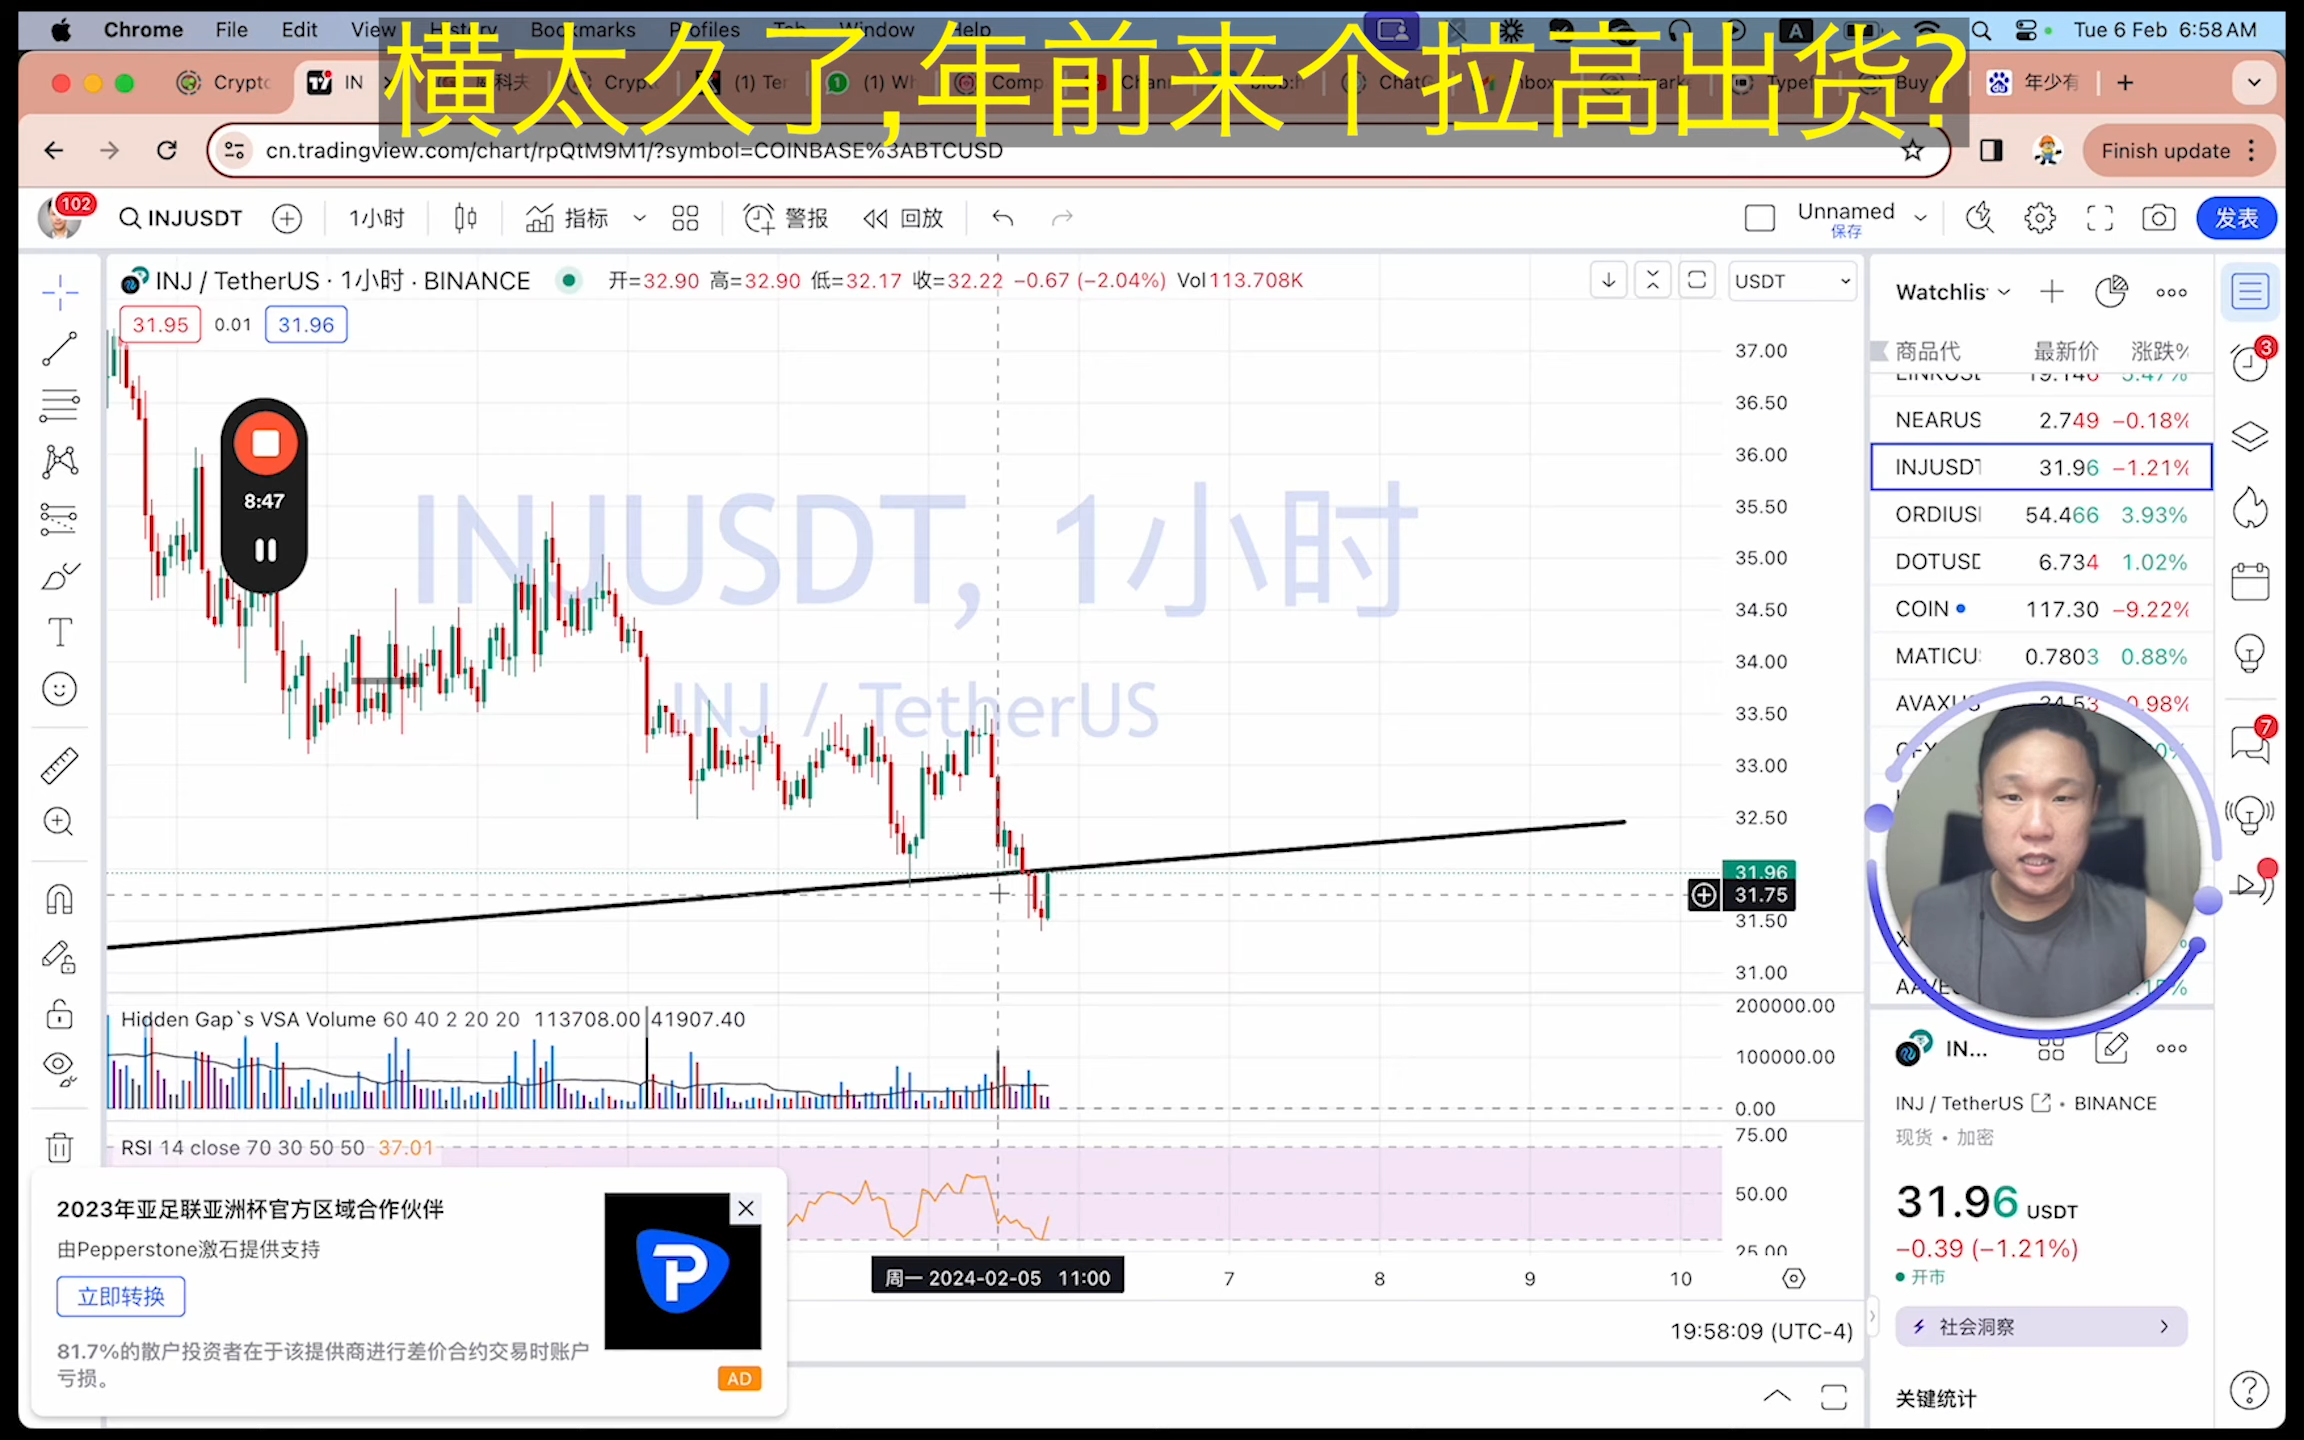 Chrome File Edit View History Bookmarks Profiles Tab Window Help A Tue 6 Feb 6:58 AM
横太久了,年前来个拉高出货?
Crypto IN (1) Comp 年少有
cn.tradingview.com/chart/rpQtM9M1/?symbol=COINBASE%3ABTCUSD
Finish update
102 INJUSDT 1小时 指标 警报 回放 Unnamed 保存 发表
INJ / TetherUS · 1小时 · BINANCE 开=32.90 高=32.90 低=32.17 收=32.22 −0.67 (−2.04%) Vol113.708K
USDT
31.95 0.01 31.96
8:47
INJUSDT, 1小时
INJ / TetherUS
37.00
36.50
36.00
35.50
35.00
34.50
34.00
33.50
33.00
32.50
31.96
31.75
31.50
31.00
Hidden Gap`s VSA Volume 60 40 2 20 20 113708.00 41907.40
200000.00
100000.00
0.00
RSI 14 close 70 30 50 50 37.01
75.00
50.00
25.00
周一 2024-02-05 11:00 7 8 9 10
19:58:09 (UTC-4)
2023年亚足联亚洲杯官方区域合作伙伴
由Pepperstone激石提供支持
立即转换
81.7%的散户投资者在于该提供商进行差价合约交易时账户
亏损。
AD
Watchlis
商品代 最新价 涨跌%
NEARUS 2.749 −0.18%
INJUSDT 31.96 −1.21%
ORDIUS 54.466 3.93%
DOTUSD 6.734 1.02%
COIN 117.30 −9.22%
MATICU 0.7803 0.88%
3
7
IN...
INJ / TetherUS • BINANCE
现货 • 加密
31.96 USDT
−0.39 (−1.21%)
开市
社会洞察
关键统计